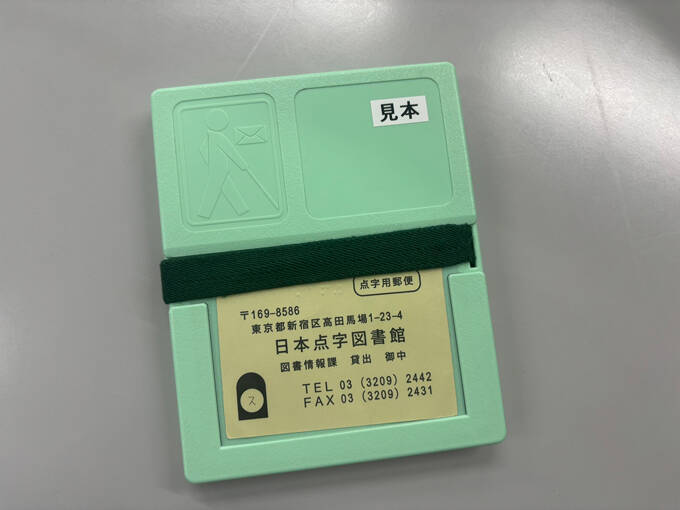 見本
点字用郵便
〒169-8586
東京都新宿区高田馬場1-23-4
日本点字図書館
図書情報課 貸出 御中
TEL 03 (3209) 2442
FAX 03 (3209) 2431
ス